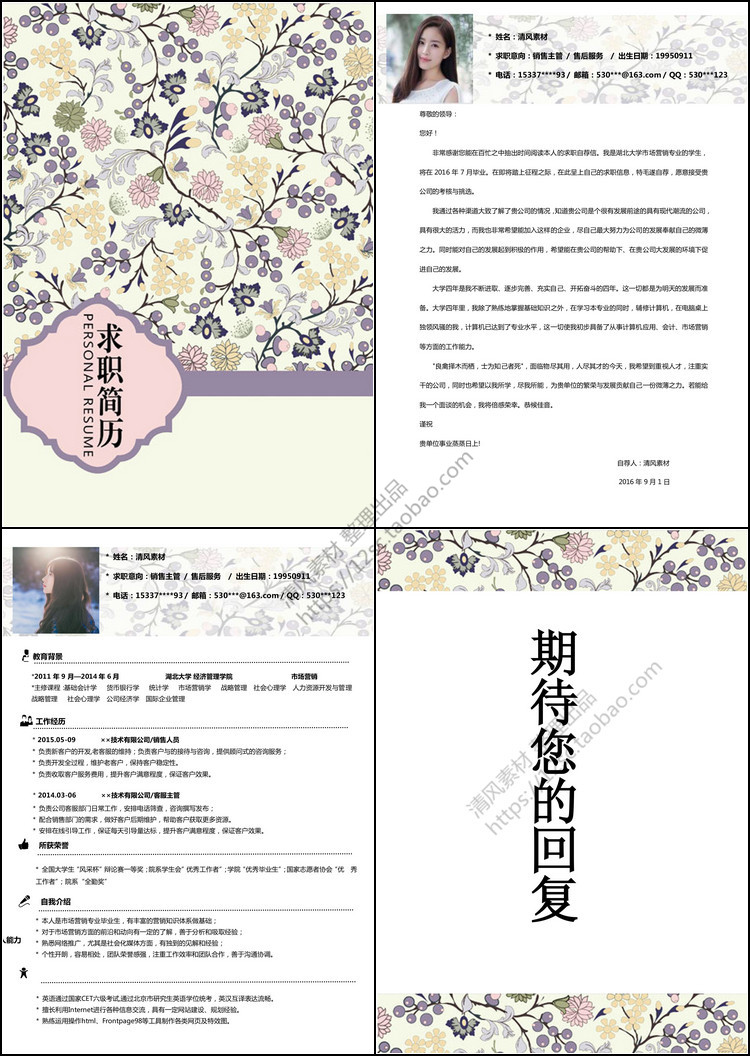 求职简历
PERSONAL RESUME
* 姓名：清风素材
* 求职意向：销售主管 / 售后服务 / 出生日期：19950911
* 电话：15337****93 / 邮箱：530***@163.com / QQ：530***123
尊敬的领导：
您好！
非常感谢您能在百忙之中抽出时间阅读本人的求职自荐信。我是湖北大学市场营销专业的学生，
将在 2016 年 7 月毕业。在即将踏上征程之际，在此呈上自己的求职信息，特毛遂自荐，愿意接受贵
公司的考核与挑选。
我通过各种渠道大致了解了贵公司的情况 ,知道贵公司是个很有发展前途的具有现代潮流的公司，
具有很大的活力，而我也非常希望能加入这样的企业，尽自己最大努力为公司的发展奉献自己的微薄
之力。同时能对自己的发展起到积极的作用，希望能在贵公司的帮助下、在贵公司大发展的环境下促
进自己的发展。
大学四年是我不断进取、逐步完善、充实自己、开拓奋斗的四年。这一切都是为明天的发展而准
备。大学四年里，我除了熟练地掌握基础知识之外，在学习本专业的同时，辅修计算机，在电脑桌上
独领风骚的我，计算机已达到了专业水平，这一切使我初步具备了从事计算机应用、会计、市场营销
等方面的工作能力。
“良禽择木而栖，士为知己者死”，面临物尽其用，人尽其才的今天，我希望到重视人才，注重实
干的公司，同时也希望以我所学，尽我所能，为贵单位的繁荣与发展贡献自己一份微薄之力。若能给
我一个面谈的机会，我将倍感荣幸。恭候佳音。
谨祝
贵单位事业蒸蒸日上!
自荐人：清风素材
2016 年 9 月 1 日
* 姓名：清风素材
* 求职意向：销售主管 / 售后服务 / 出生日期：19950911
* 电话：15337****93 / 邮箱：530***@163.com / QQ：530***123
教育背景
*2011 年 9 月—2014 年 6 月 湖北大学 经济管理学院 市场营销
*主修课程 :基础会计学 货币银行学 统计学 市场营销学 战略管理 社会心理学 人力资源开发与管理
战略管理 社会心理学 公司经济学 国际企业管理
工作经历
* 2015.05-09 ××技术有限公司/销售人员
* 负责新客户的开发,老客服的维持；负责客户与的接待与咨询，提供顾问式的咨询服务；
* 负责开发全过程，维护老客户，保持客户稳定性。
* 负责收取客户服务费用，提升客户满意程度，保证客户效果。
* 2014.03-06 ××技术有限公司/客服主管
* 负责公司客服部门日常工作，安排电话筛查，咨询撰写发布；
* 配合销售部门的需求，做好客户后期维护，帮助客户获取更多资源。
* 安排在线引导工作，保证每天引导量达标，提升客户满意程度，保证客户效果。
所获荣誉
* 全国大学生“风采杯”辩论赛一等奖；院系学生会“优秀工作者”；学院“优秀毕业生”；国家志愿者协会“优 秀
工作者”；院系 “全勤奖”
自我介绍
* 本人是市场营销专业毕业生，有丰富的营销知识体系做基础；
* 对于市场营销方面的前沿和动向有一定的了解，善于分析和吸取经验；
人能力
* 熟悉网络推广，尤其是社会化媒体方面，有独到的见解和经验；
* 个性开朗，容易相处，团队荣誉感强，注重工作效率和团队合作，善于沟通协调。
* 英语通过国家CET六级考试,通过北京市研究生英语学位统考，英汉互译表达流畅。
* 擅长利用Internet进行各种信息交流，具有一定网站建设、规划经验。
* 熟练运用操作html、Frontpage98等工具制作各类网页及特效图。
期待您的回复
清风素材 整理出品
https://12sc.taobao.com
清风素材 整理出品
https://12sc.taobao.com